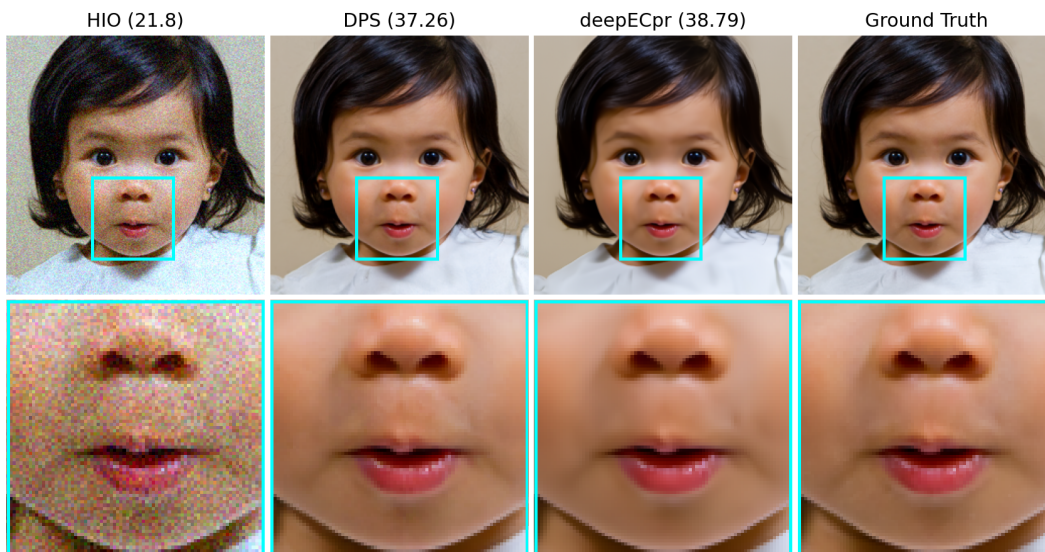 HIO (21.8)
DPS (37.26)
deepECpr (38.79)
Ground Truth